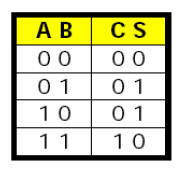 A B C S
0 0 0 0
0 1 0 1
1 0 0 1
1 1 1 0